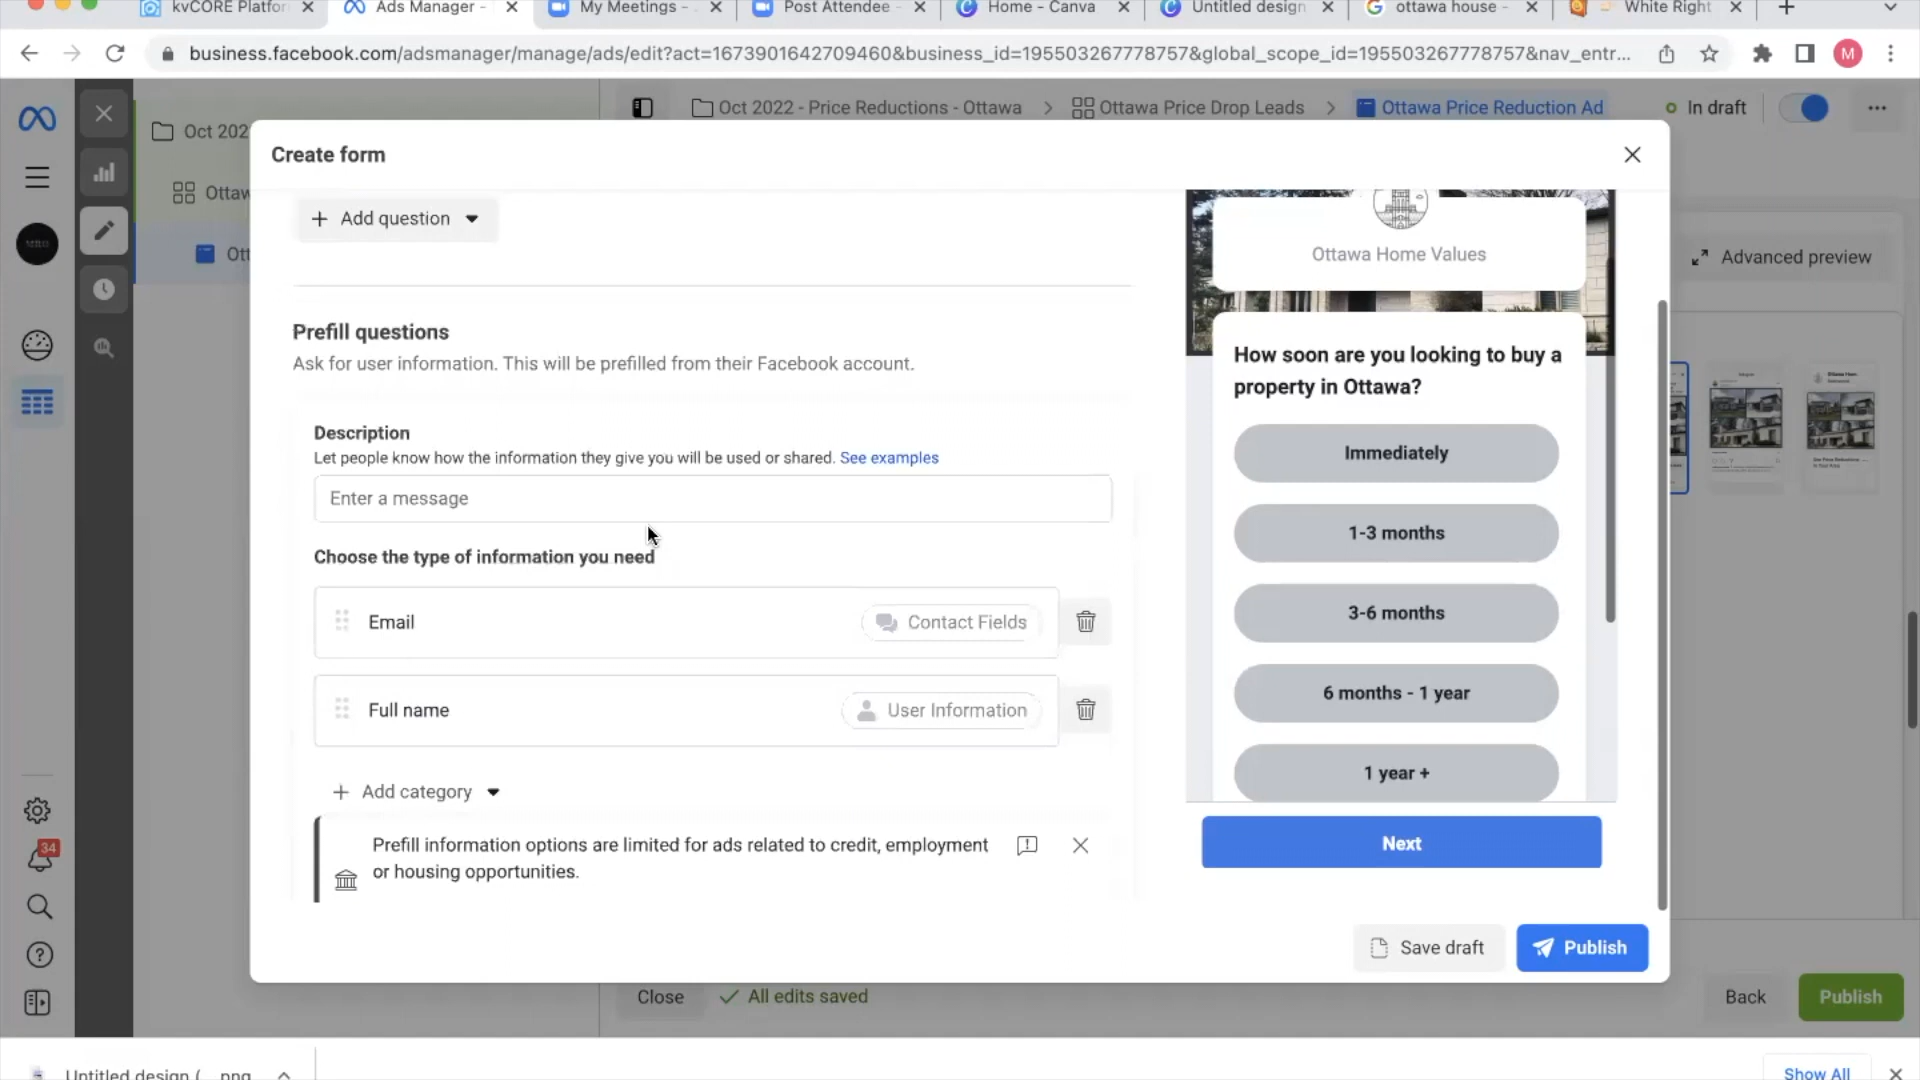 kvCORE Platfor
Ads Manager -
My Meetings -
Post Attendee
Home - Canva
Untitled design
ottawa house -
White Right
business.facebook.com/adsmanager/manage/ads/edit?act=1673901642709460&business_id=195503267778757&global_scope_id=195503267778757&nav_entr...
M
Oct 202
Oct 2022 - Price Reductions - Ottawa
Ottawa Price Drop Leads
Ottawa Price Reduction Ad
In draft
Ottaw
Ott
Create form
Add question
Prefill questions
Ask for user information. This will be prefilled from their Facebook account.
Description
Let people know how the information they give you will be used or shared. See examples
Enter a message
Choose the type of information you need
Email
Contact Fields
Full name
User Information
Add category
Prefill information options are limited for ads related to credit, employment
or housing opportunities.
Ottawa Home Values
How soon are you looking to buy a
property in Ottawa?
Immediately
1-3 months
3-6 months
6 months - 1 year
1 year +
Next
Save draft
Publish
Advanced preview
34
Close
All edits saved
Back
Publish
Untitled design (....png
Show All